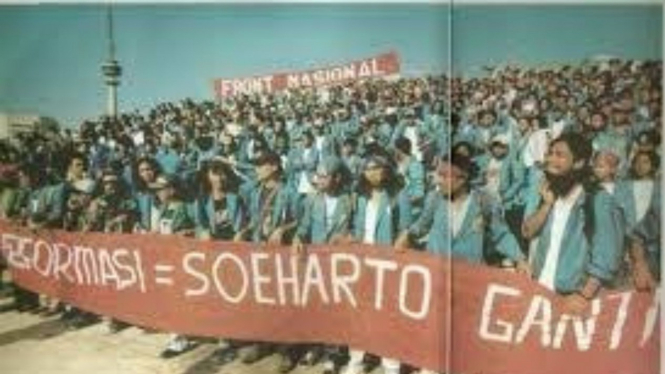 FRONT NASIONAL
REFORMASI = SOEHARTO GANTI